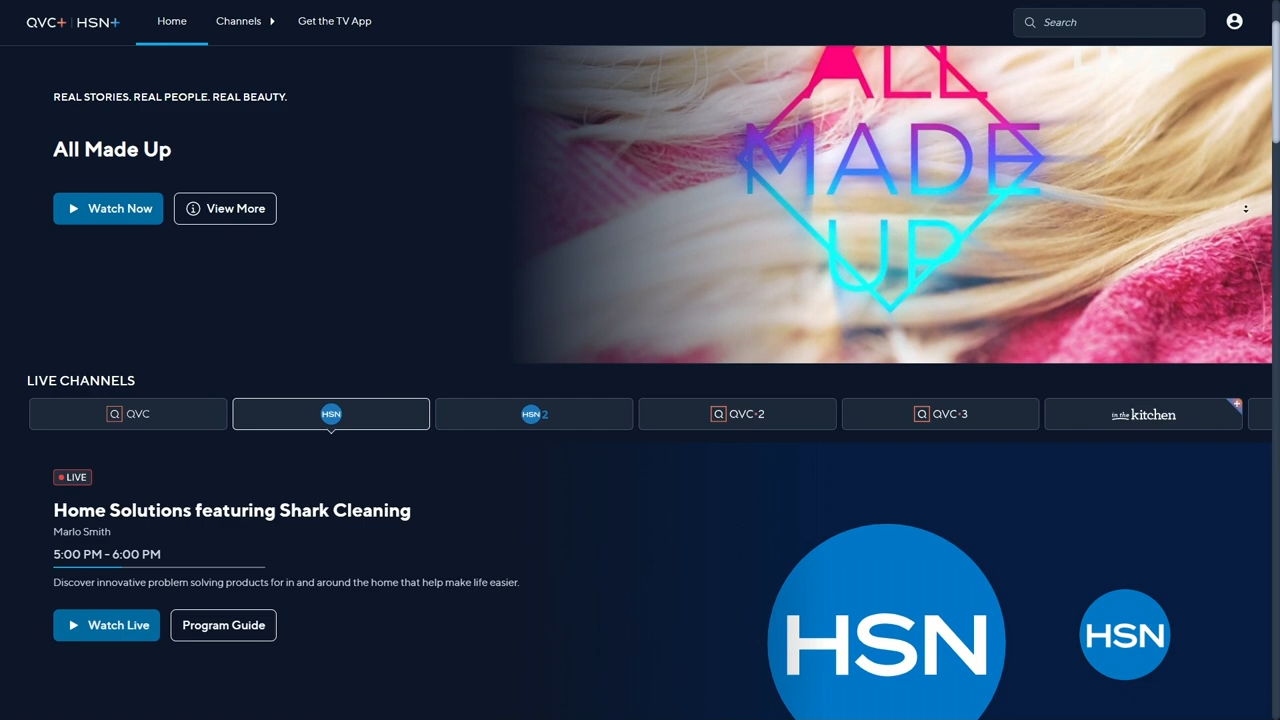 QVC+ | HSN+
Home
Channels
Get the TV App
Search
REAL STORIES. REAL PEOPLE. REAL BEAUTY.
All Made Up
Watch Now
View More
ALL
MADE
UP
LIVE CHANNELS
Q QVC
HSN
HSN 2
Q QVC•2
Q QVC•3
in the kitchen
+
LIVE
Home Solutions featuring Shark Cleaning
Marlo Smith
5:00 PM - 6:00 PM
Discover innovative problem solving products for in and around the home that help make life easier.
Watch Live
Program Guide
HSN
HSN